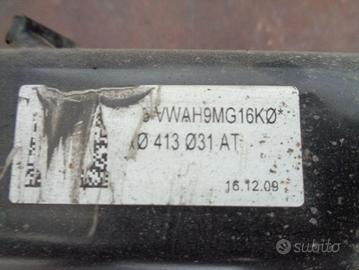 VWAH9MG16KØ*
Ø 413 Ø31 AT
16.12.09
subito